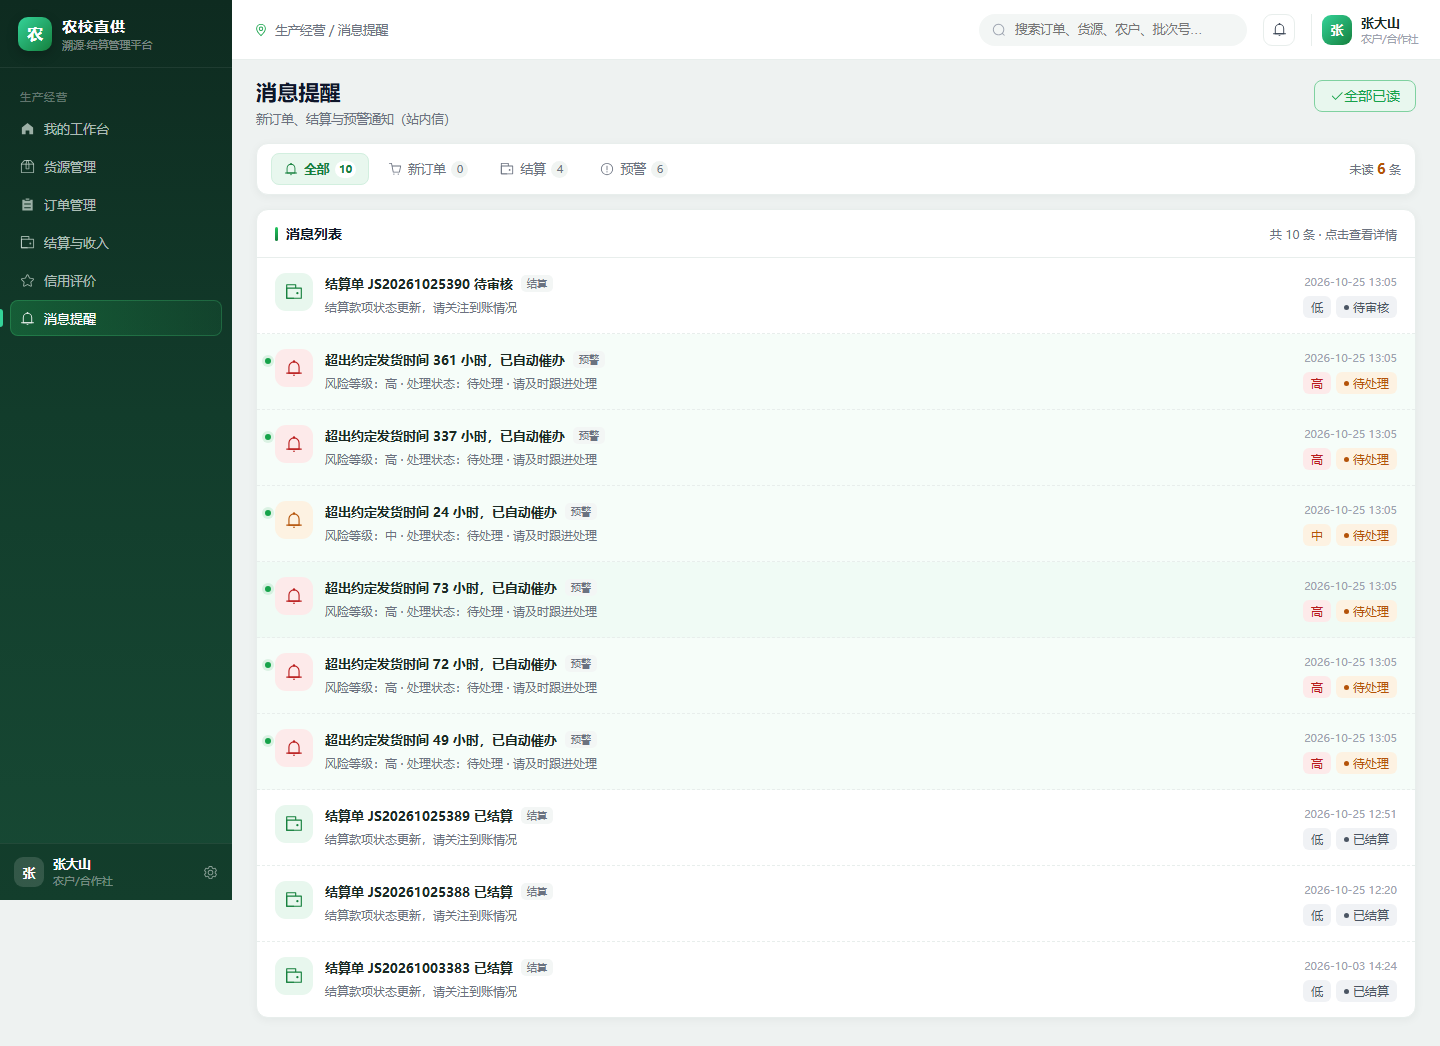 农
农校直供
溯源·结算管理平台
生产经营
我的工作台
货源管理
订单管理
结算与收入
信用评价
消息提醒
张
张大山
农户/合作社
生产经营 / 消息提醒
搜索订单、货源、农户、批次号...
张
张大山
农户/合作社
消息提醒
新订单、结算与预警通知（站内信）
全部已读
全部 10
新订单 0
结算 4
预警 6
未读 6 条
消息列表
共 10 条 · 点击查看详情
结算单 JS20261025390 待审核 结算
结算款项状态更新，请关注到账情况
2026-10-25 13:05
低 待审核
超出约定发货时间 361 小时，已自动催办 预警
风险等级：高 · 处理状态：待处理 · 请及时跟进处理
2026-10-25 13:05
高 待处理
超出约定发货时间 337 小时，已自动催办 预警
风险等级：高 · 处理状态：待处理 · 请及时跟进处理
2026-10-25 13:05
高 待处理
超出约定发货时间 24 小时，已自动催办 预警
风险等级：中 · 处理状态：待处理 · 请及时跟进处理
2026-10-25 13:05
中 待处理
超出约定发货时间 73 小时，已自动催办 预警
风险等级：高 · 处理状态：待处理 · 请及时跟进处理
2026-10-25 13:05
高 待处理
超出约定发货时间 72 小时，已自动催办 预警
风险等级：高 · 处理状态：待处理 · 请及时跟进处理
2026-10-25 13:05
高 待处理
超出约定发货时间 49 小时，已自动催办 预警
风险等级：高 · 处理状态：待处理 · 请及时跟进处理
2026-10-25 13:05
高 待处理
结算单 JS20261025389 已结算 结算
结算款项状态更新，请关注到账情况
2026-10-25 12:51
低 已结算
结算单 JS20261025388 已结算 结算
结算款项状态更新，请关注到账情况
2026-10-25 12:20
低 已结算
结算单 JS20261003383 已结算 结算
结算款项状态更新，请关注到账情况
2026-10-03 14:24
低 已结算